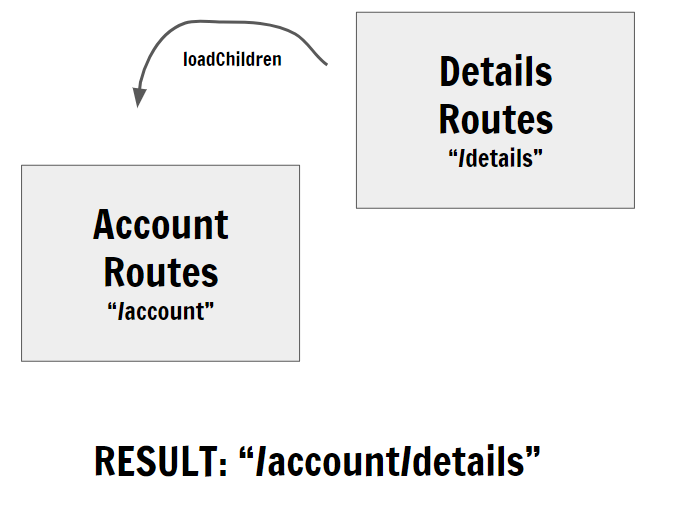 loadChildren
Details
Routes
“/details”
Account
Routes
“/account”
RESULT: “/account/details”